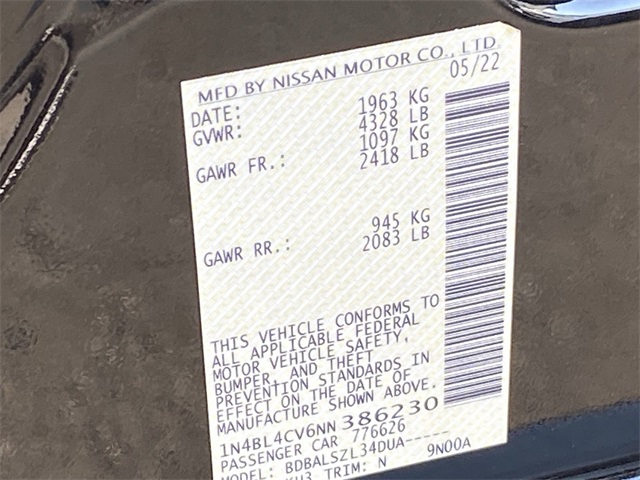 MFD BY NISSAN MOTOR CO., LTD.
DATE: 05/22
GVWR: 1963 KG
4328 LB
GAWR FR.: 1097 KG
2418 LB
GAWR RR.: 945 KG
2083 LB
THIS VEHICLE CONFORMS TO
ALL APPLICABLE FEDERAL
MOTOR VEHICLE SAFETY,
BUMPER, AND THEFT
PREVENTION STANDARDS IN
EFFECT ON THE DATE OF
MANUFACTURE SHOWN ABOVE.
1N4BL4CV6NN386230
PASSENGER CAR 776626
MODEL: BDBALSZL34DUA-----
KH3 TRIM: N 9N00A